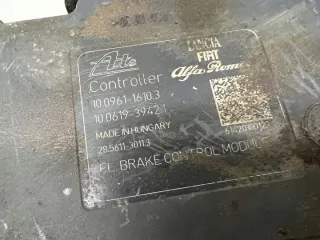 Ate
LANCIA
FIAT
Alfa Romeo
Controller
10.0961-1610.3
10.0619-3942.1
MADE IN HUNGARY
28.5611-3011.3
EL. BRAKE CONTROL MODULE